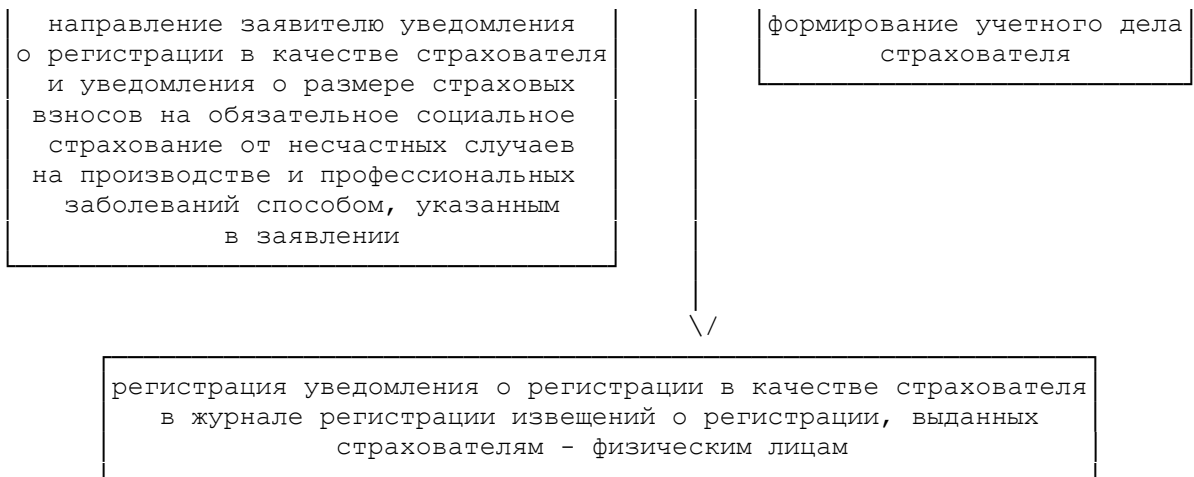 направление заявителю уведомления
о регистрации в качестве страхователя
и уведомления о размере страховых
взносов на обязательное социальное
страхование от несчастных случаев
на производстве и профессиональных
заболеваний способом, указанным
в заявлении
формирование учетного дела
страхователя
регистрация уведомления о регистрации в качестве страхователя
в журнале регистрации извещений о регистрации, выданных
страхователям - физическим лицам